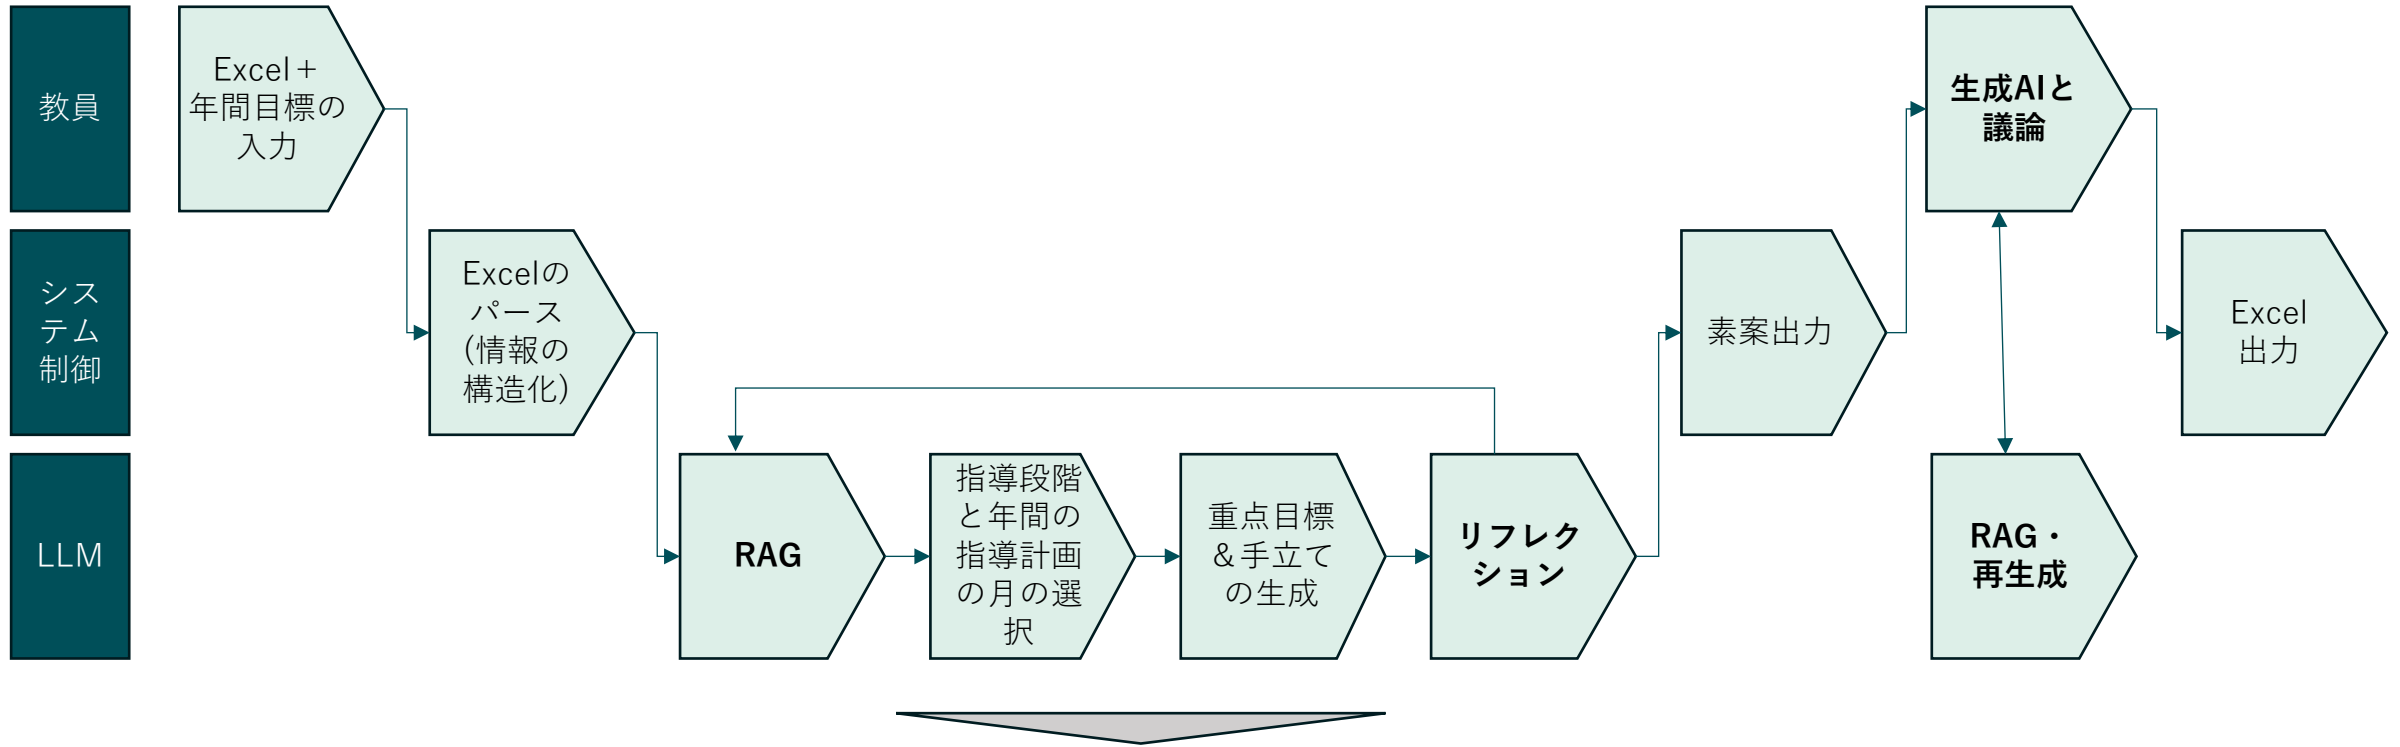 教員
Excel＋
年間目標の
入力
生成AIと
議論
シス
テム
制御
Excelの
パース
(情報の
構造化)
素案出力
Excel
出力
LLM
RAG
指導段階
と年間の
指導計画
の月の選
択
重点目標
＆手立て
の生成
リフレク
ション
RAG・
再生成